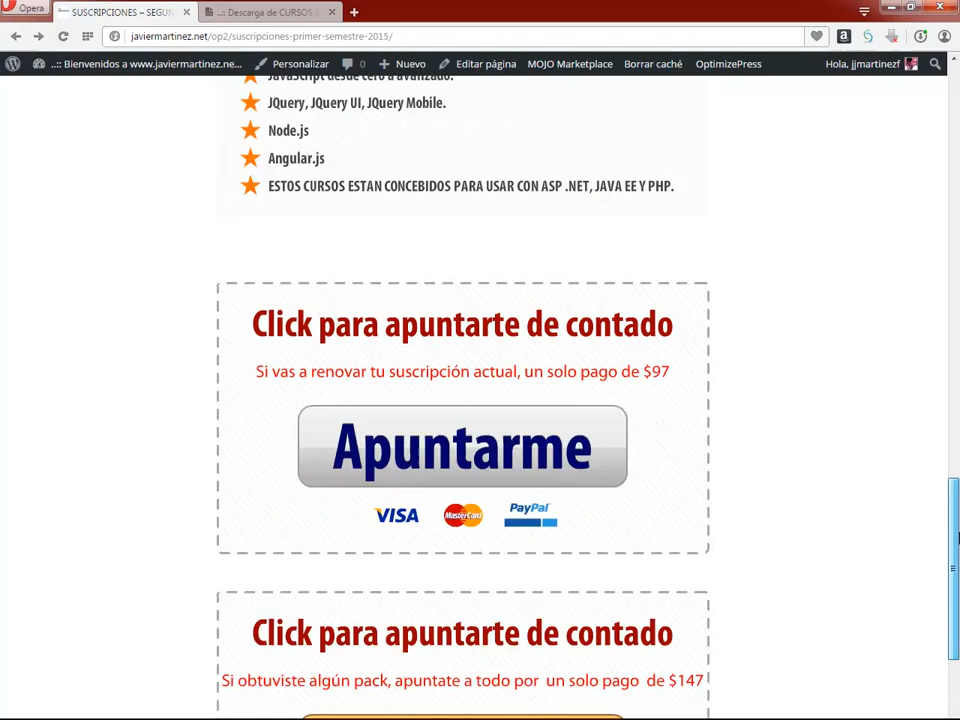 Opera
SUSCRIPCIONES – SEGUN
..:: Descarga de CURSOS
javiermartinez.net/op2/suscripciones-primer-semestre-2015/
..:: Bienvenidos a www.javiermartinez.ne...
Personalizar
0
Nuevo
Editar página
MOJO Marketplace
Borrar caché
OptimizePress
Hola, jjmartinezf
JavaScript desde cero a avanzado.
JQuery, JQuery UI, JQuery Mobile.
Node.js
Angular.js
ESTOS CURSOS ESTAN CONCEBIDOS PARA USAR CON ASP .NET, JAVA EE Y PHP.
Click para apuntarte de contado
Si vas a renovar tu suscripción actual, un solo pago de $97
Apuntarme
VISA
MasterCard
PayPal
Click para apuntarte de contado
Si obtuviste algún pack, apuntate a todo por un solo pago de $147